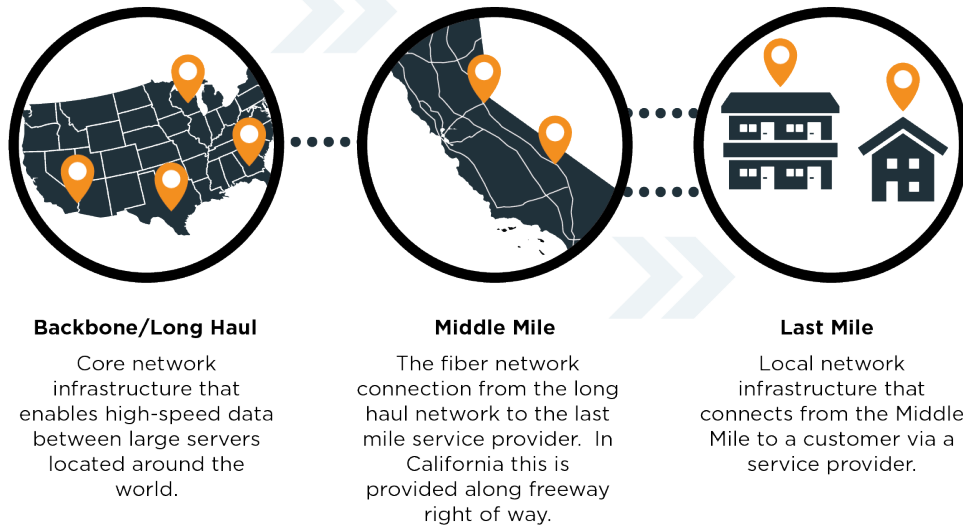 Backbone/Long Haul
Core network
infrastructure that
enables high-speed data
between large servers
located around the
world.
Middle Mile
The fiber network
connection from the long
haul network to the last
mile service provider.  In
California this is
provided along freeway
right of way.
Last Mile
Local network
infrastructure that
connects from the Middle
Mile to a customer via a
service provider.